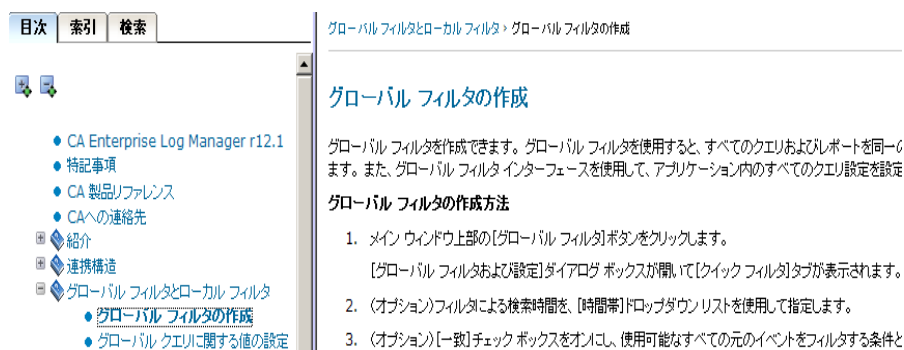 目次 索引 検索
CA Enterprise Log Manager r12.1
特記事項
CA 製品リファレンス
CAへの連絡先
紹介
連携構造
グローバル フィルタとローカル フィルタ
グローバル フィルタの作成
グローバル クエリに関する値の設定
グローバル フィルタとローカル フィルタ > グローバル フィルタの作成
グローバル フィルタの作成
グローバル フィルタを作成できます。グローバル フィルタを使用すると、すべてのクエリおよびレポートを同一の
ます。また、グローバル フィルタ インターフェースを使用して、アプリケーション内のすべてのクエリ設定を設定
グローバル フィルタの作成方法
1. メイン ウィンドウ上部の[グローバル フィルタ]ボタンをクリックします。
[グローバル フィルタおよび設定]ダイアログ ボックスが開いて[クイック フィルタ]タブが表示されます。
2. (オプション)フィルタによる検索時間を、[時間帯]ドロップダウン リストを使用して指定します。
3. (オプション)[一致]チェック ボックスをオンにし、使用可能なすべての元のイベントをフィルタする条件と